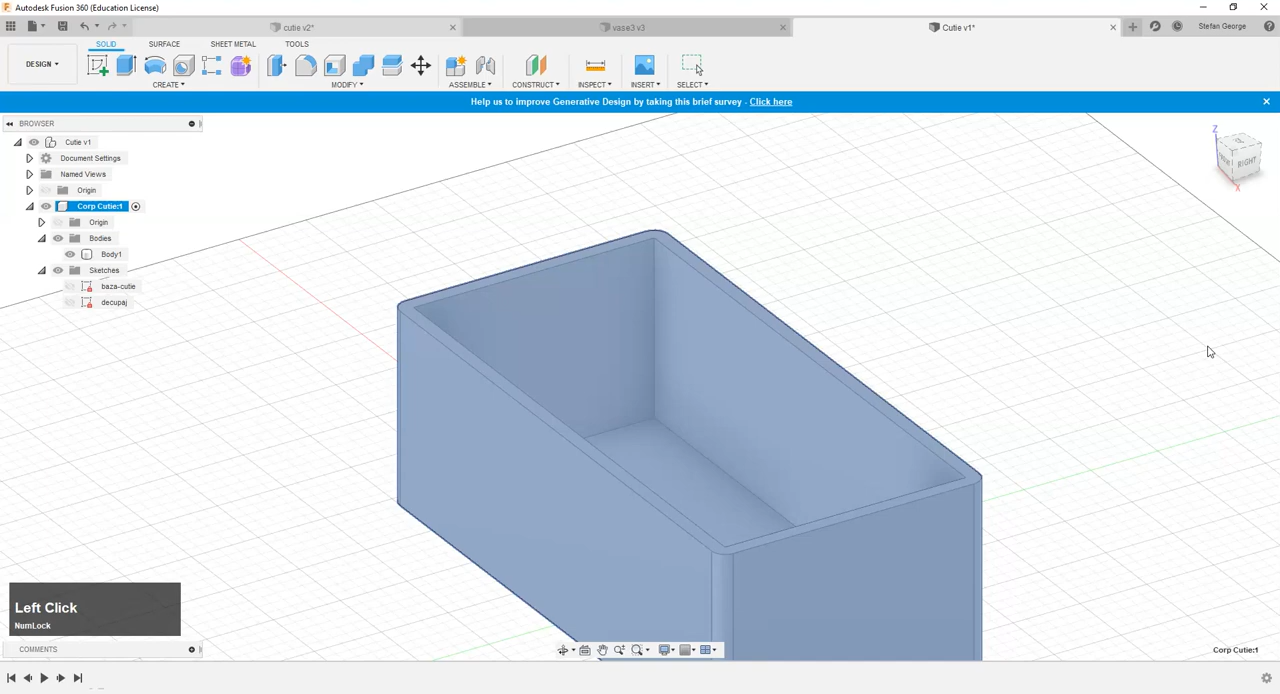 Autodesk Fusion 360 (Education License)
cutie v2*
vase3 v3
Cutie v1*
Stefan George
SOLID
SURFACE
SHEET METAL
TOOLS
DESIGN
CREATE
MODIFY
ASSEMBLE
CONSTRUCT
INSPECT
INSERT
SELECT
Help us to improve Generative Design by taking this brief survey - Click here
BROWSER
Cutie v1
Document Settings
Named Views
Origin
Corp Cutie:1
Origin
Bodies
Body1
Sketches
baza-cutie
decupaj
Z
RIGHT
X
Left Click
NumLock
COMMENTS
Corp Cutie:1